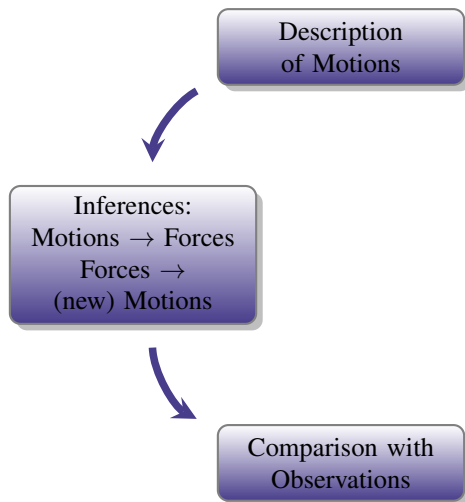 Description
of Motions
Inferences:
Motions → Forces
Forces →
(new) Motions
Comparison with
Observations